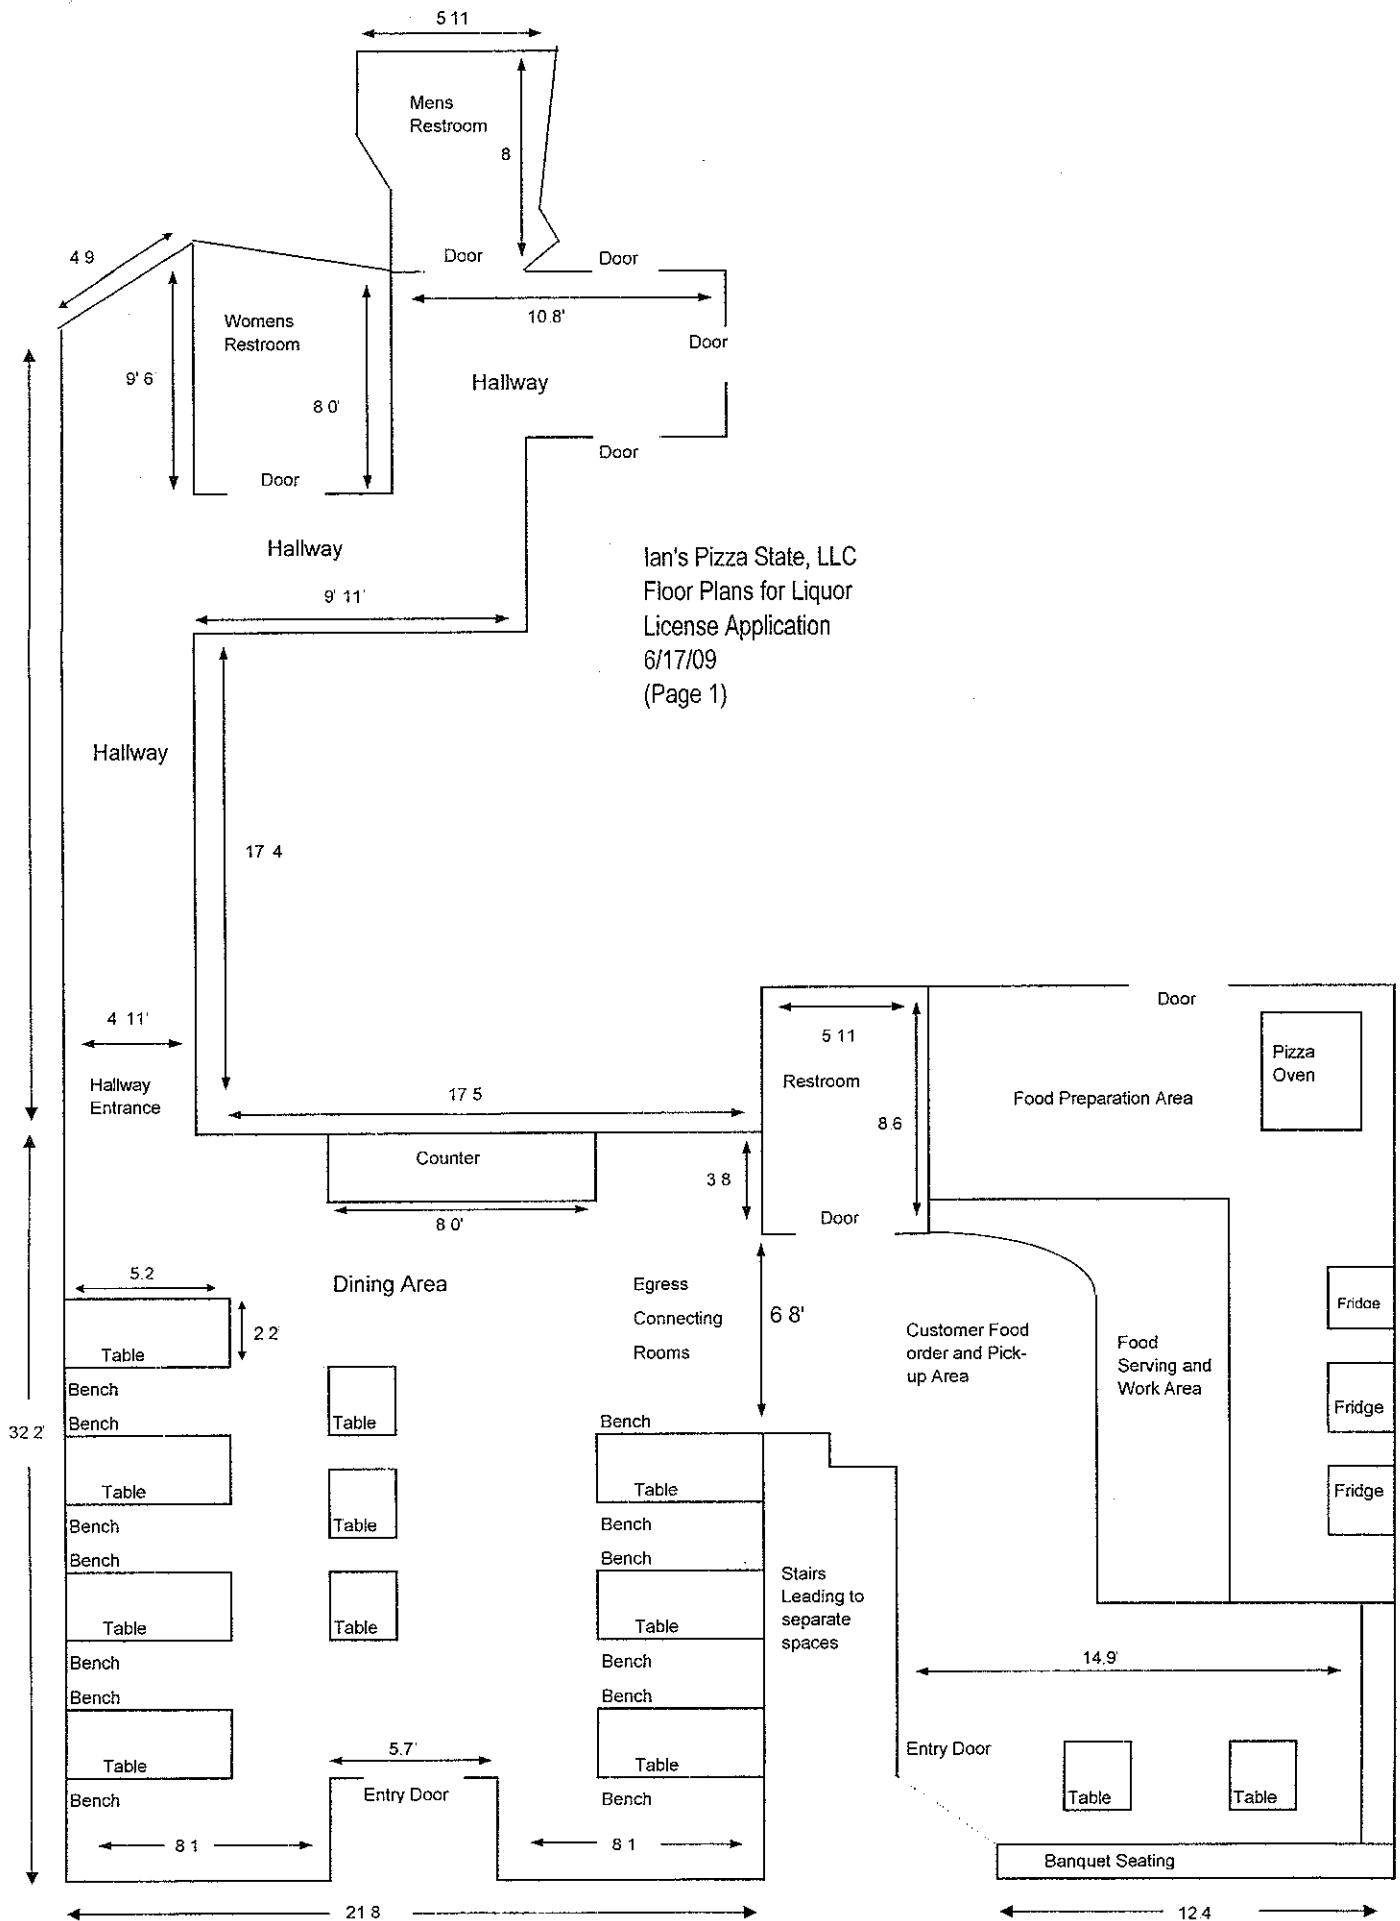 5 11
Mens
Restroom
8
4 9
Door
Door
10 8'
Womens
Restroom
Door
9' 6'
8 0'
Hallway
Door
Door
Hallway
9' 11'
Ian's Pizza State, LLC
Floor Plans for Liquor
License Application
6/17/09
(Page 1)
Hallway
17 4
Door
4 11'
5 11
Pizza
Oven
Hallway
Entrance
Restroom
17 5
Food Preparation Area
8 6
Counter
3 8
8 0'
Door
5.2
Dining Area
Egress
Connecting
Rooms
6 8'
2 2'
Table
Customer Food
order and Pick-
up Area
Food
Serving and
Work Area
Fridge
Bench
Bench
32 2'
Table
Bench
Fridge
Table
Table
Fridge
Bench
Table
Bench
Bench
Bench
Table
Table
Table
Stairs
Leading to
separate
spaces
Bench
Bench
Bench
Bench
14.9'
Table
5.7'
Table
Entry Door
Bench
Entry Door
Bench
Table
Table
8 1
8 1
Banquet Seating
21 8
12 4